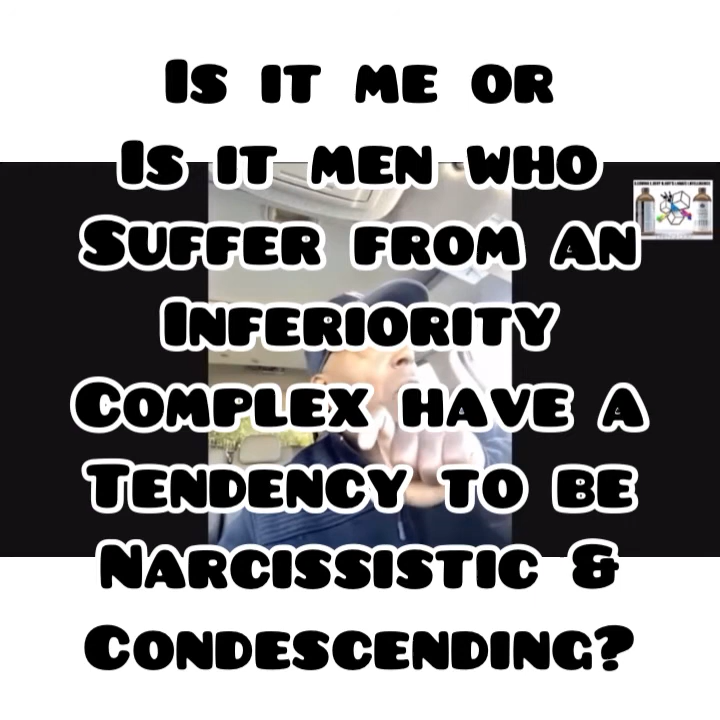 Is it me or
Is it men who
Suffer from an
Inferiority
Complex have a
Tendency to be
Narcissistic &
Condescending?